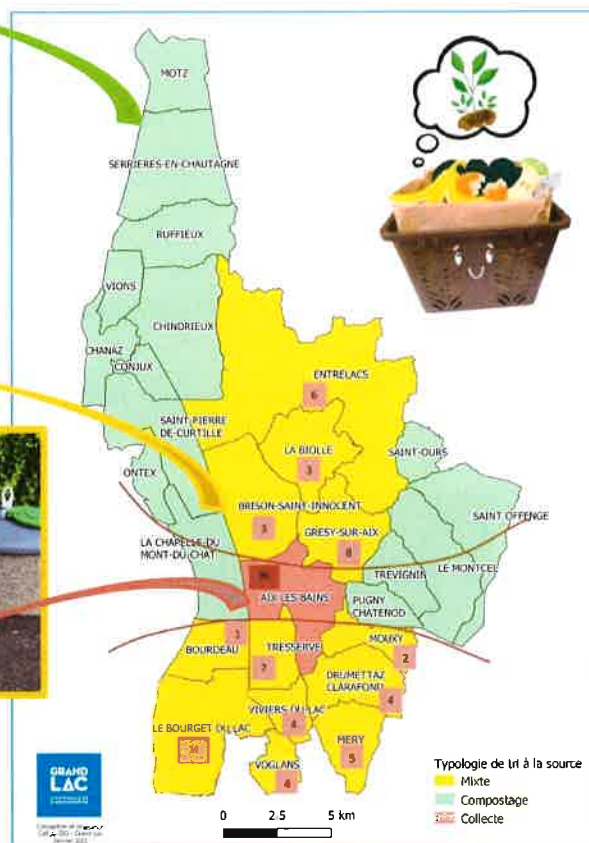 MOTZ
SERRIERES-EN-CHAUTAGNE
RUFFIEUX
VIONS
CHINDRIEUX
CHANAZ
CONJUX
ENTRELACS
6
SAINT-PIERRE
DE-CURTILLE
LA BIOLLE
3
SAINT-OURS
ONTEX
BRISON-SAINT-INNOCENT
3
GRESY-SUR-AIX
8
SAINT OFFENGE
LA CHAPELLE DU
MONT-DU-CHAT
TREVIGNIN
LE MONTCEL
AIX LES BAINS
PUGNY
CHATENOD
1
BOURDEAU
TRESSERVE
7
MOUXY
2
DRUMETTAZ
CLARAFOND
4
VIVIERS-DU-LAC
4
LE BOURGET DU LAC
MERY
5
VOGLANS
4
GRAND
LAC
Typologie de tri à la source
Mixte
Compostage
Collecte
0 2.5 5 km